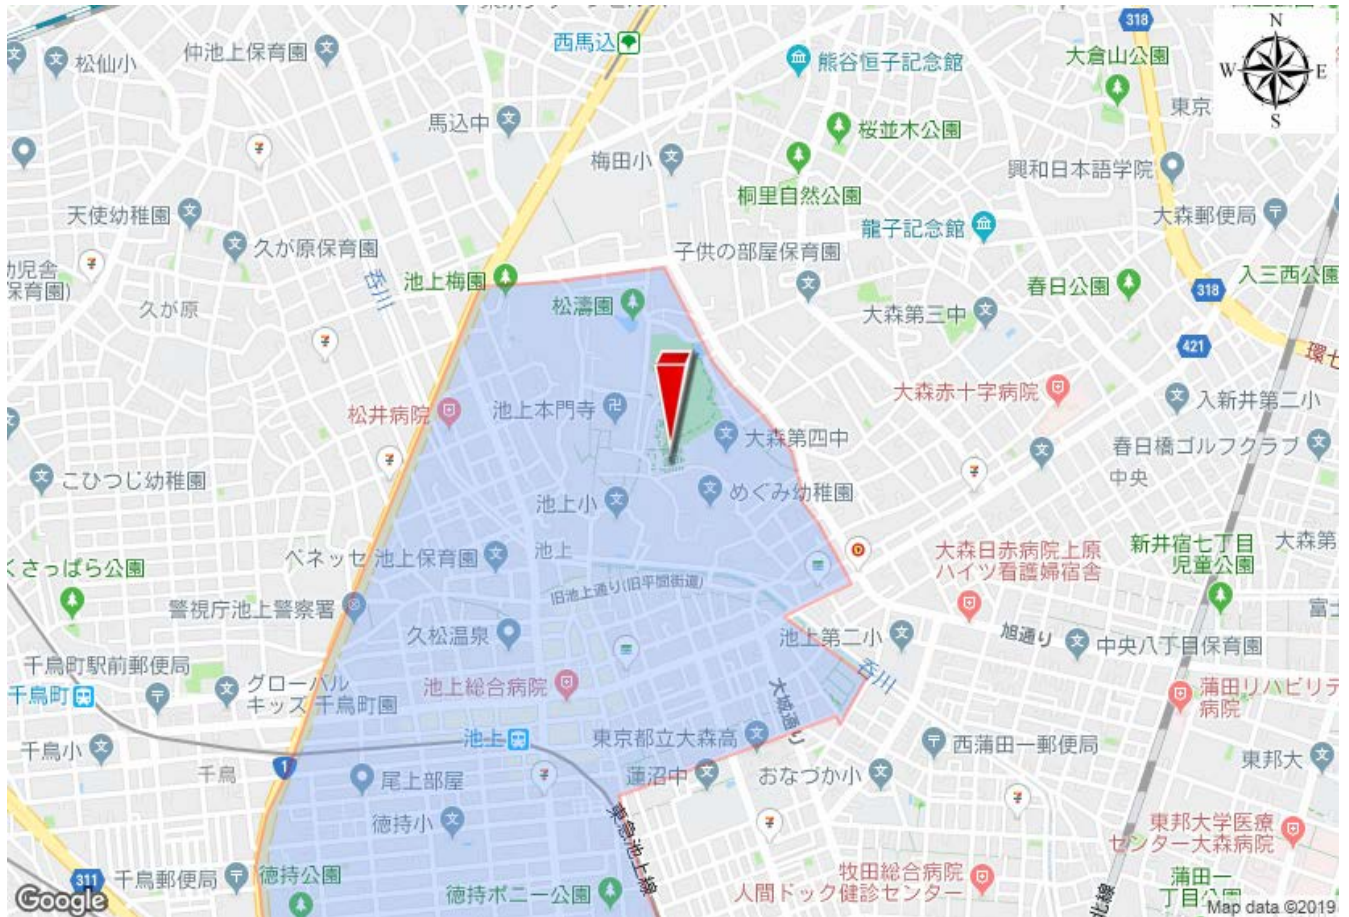 西馬込
318
N
W
E
S
松仙小
仲池上保育園
熊谷恒子記念館
大倉山公園
東京
馬込中
桜並木公園
梅田小
興和日本語学院
桐里自然公園
天使幼稚園
大森郵便局
久が原保育園
龍子記念館
子供の部屋保育園
保育園)
呑川
池上梅園
春日公園
318
入三西公園
久が原
松濤園
大森第三中
421
環七
大森赤十字病院
入新井第二小
松井病院
池上本門寺
大森第四中
春日橋ゴルフクラブ
中央
こひつじ幼稚園
池上小
めぐみ幼稚園
ベネッセ 池上保育園
池上
大森日赤病院上原
ハイツ看護婦宿舎
新井宿七丁目
児童公園
大森第
くさっぱら公園
旧池上通り(旧平間街道)
警視庁池上警察署
久松温泉
池上第二小
旭通り
中央八丁目保育園
富士
千鳥町駅前郵便局
千鳥町
グローバル
キッズ 千鳥町園
池上総合病院
呑川
大城通り
蒲田リハビリテ
病院
千鳥小
池上
東京都立大森高
西蒲田一郵便局
東邦大
千鳥
1
尾上部屋
蓮沼中
おなづか小
徳持小
東急池上線
東邦大学医療
センター大森病院
311
千鳥郵便局
徳持公園
徳持ポニー公園
牧田総合病院
人間ドック健診センター
蒲田一
丁目公園
北線
Google
Map data ©2019